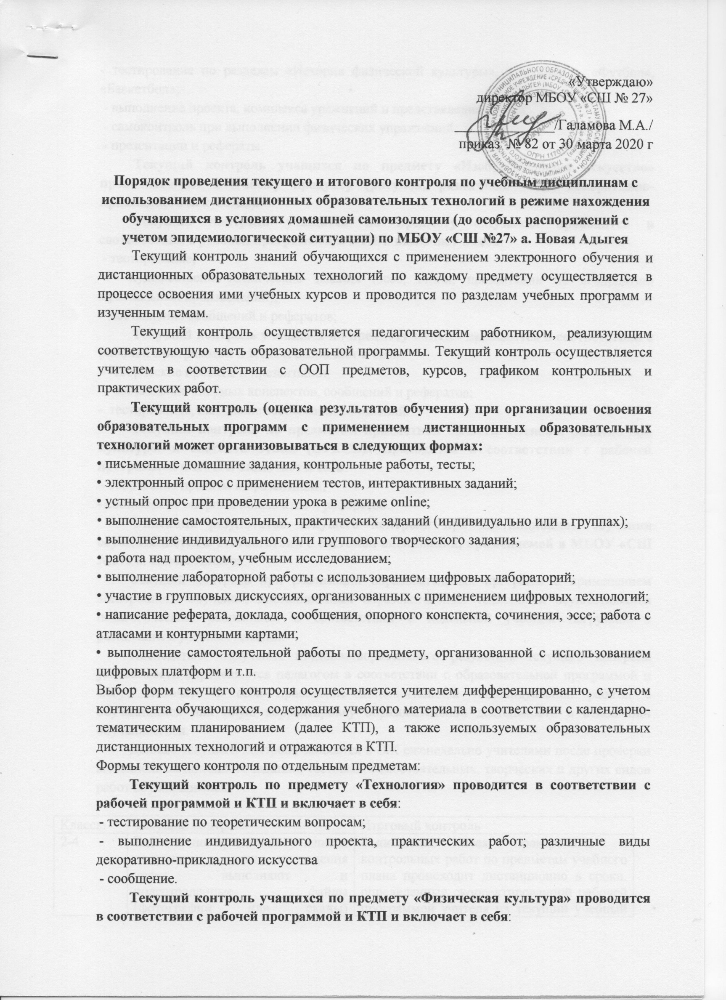 «Утверждаю»
директор МБОУ «СШ № 27»
/Галамова М.А./
приказ № 82 от 30 марта 2020 г
Порядок проведения текущего и итогового контроля по учебным дисциплинам с
использованием дистанционных образовательных технологий в режиме нахождения
обучающихся в условиях домашней самоизоляции (до особых распоряжений с
учетом эпидемиологической ситуации) по МБОУ «СШ №27» а. Новая Адыгея
Текущий контроль знаний обучающихся с применением электронного обучения и
дистанционных образовательных технологий по каждому предмету осуществляется в
процессе освоения ими учебных курсов и проводится по разделам учебных программ и
изученным темам.
Текущий контроль осуществляется педагогическим работником, реализующим
соответствующую часть образовательной программы. Текущий контроль осуществляется
учителем в соответствии с ООП предметов, курсов, графиком контрольных и
практических работ.
Текущий контроль (оценка результатов обучения) при организации освоения
образовательных программ с применением дистанционных образовательных
технологий может организовываться в следующих формах:
• письменные домашние задания, контрольные работы, тесты;
• электронный опрос с применением тестов, интерактивных заданий;
• устный опрос при проведении урока в режиме online;
• выполнение самостоятельных, практических заданий (индивидуально или в группах);
• выполнение индивидуального или группового творческого задания;
• работа над проектом, учебным исследованием;
• выполнение лабораторной работы с использованием цифровых лабораторий;
• участие в групповых дискуссиях, организованных с применением цифровых технологий;
• написание реферата, доклада, сообщения, опорного конспекта, сочинения, эссе; работа с
атласами и контурными картами;
• выполнение самостоятельной работы по предмету, организованной с использованием
цифровых платформ и т.п.
Выбор форм текущего контроля осуществляется учителем дифференцированно, с учетом
контингента обучающихся, содержания учебного материала в соответствии с календарно-
тематическим планированием (далее КТП), а также используемых образовательных
дистанционных технологий и отражаются в КТП.
Формы текущего контроля по отдельным предметам:
Текущий контроль по предмету «Технология» проводится в соответствии с
рабочей программой и КТП и включает в себя:
- тестирование по теоретическим вопросам;
- выполнение индивидуального проекта, практических работ; различные виды
декоративно-прикладного искусства
- сообщение.
Текущий контроль учащихся по предмету «Физическая культура» проводится
в соответствии с рабочей программой и КТП и включает в себя: